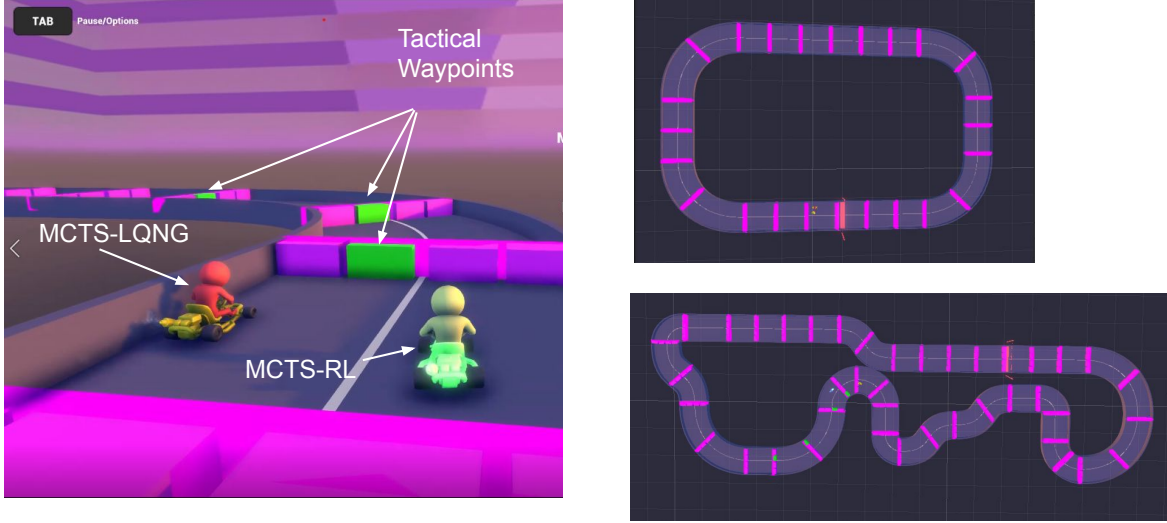 TAB Pause/Options
Tactical
Waypoints
M
MCTS-LQNG
MCTS-RL